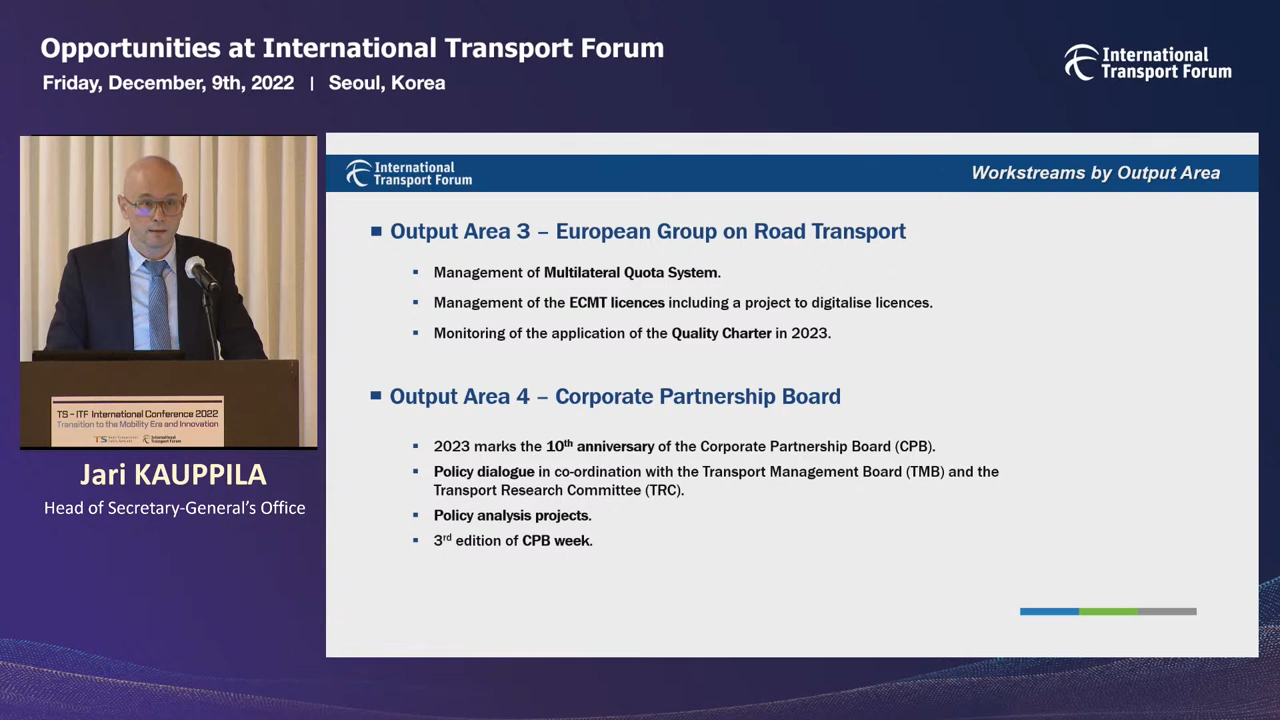 Opportunities at International Transport Forum
Friday, December, 9th, 2022 | Seoul, Korea
International
Transport Forum
International
Transport Forum
Workstreams by Output Area
Output Area 3 – European Group on Road Transport
Management of Multilateral Quota System.
Management of the ECMT licences including a project to digitalise licences.
Monitoring of the application of the Quality Charter in 2023.
Output Area 4 – Corporate Partnership Board
2023 marks the 10th anniversary of the Corporate Partnership Board (CPB).
Policy dialogue in co-ordination with the Transport Management Board (TMB) and the
Transport Research Committee (TRC).
Policy analysis projects.
3rd edition of CPB week.
TS – ITF International Conference 2022
Transition to the Mobility Era and Innovation
TS
Jari KAUPPILA
Head of Secretary-General's Office